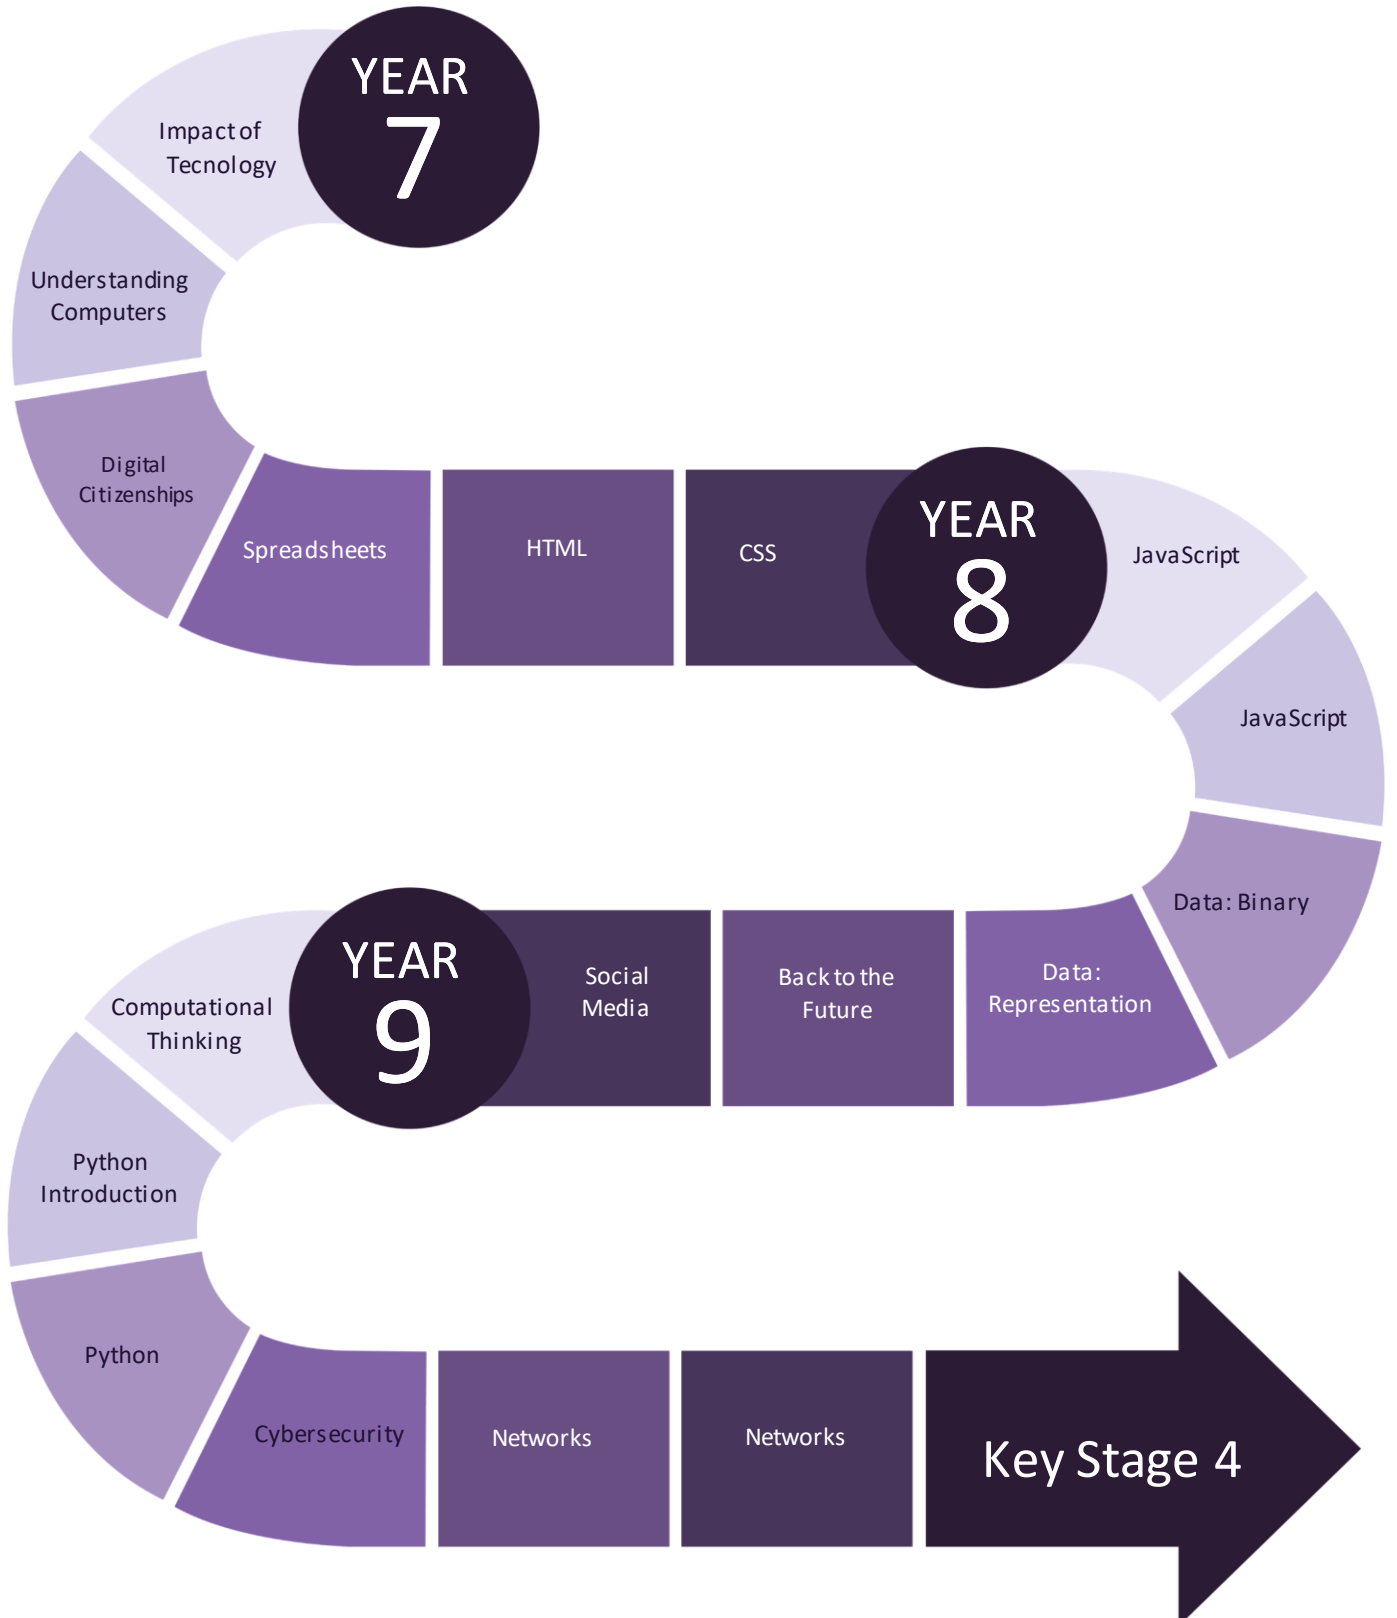 YEAR
7
Impact of
Tecnology
Understanding
Computers
Digital
Citizenships
Spreadsheets
HTML
CSS
YEAR
8
JavaScript
JavaScript
Data: Binary
Data:
Representation
Back to the
Future
Social
Media
YEAR
9
Computational
Thinking
Python
Introduction
Python
Cybersecurity
Networks
Networks
Key Stage 4